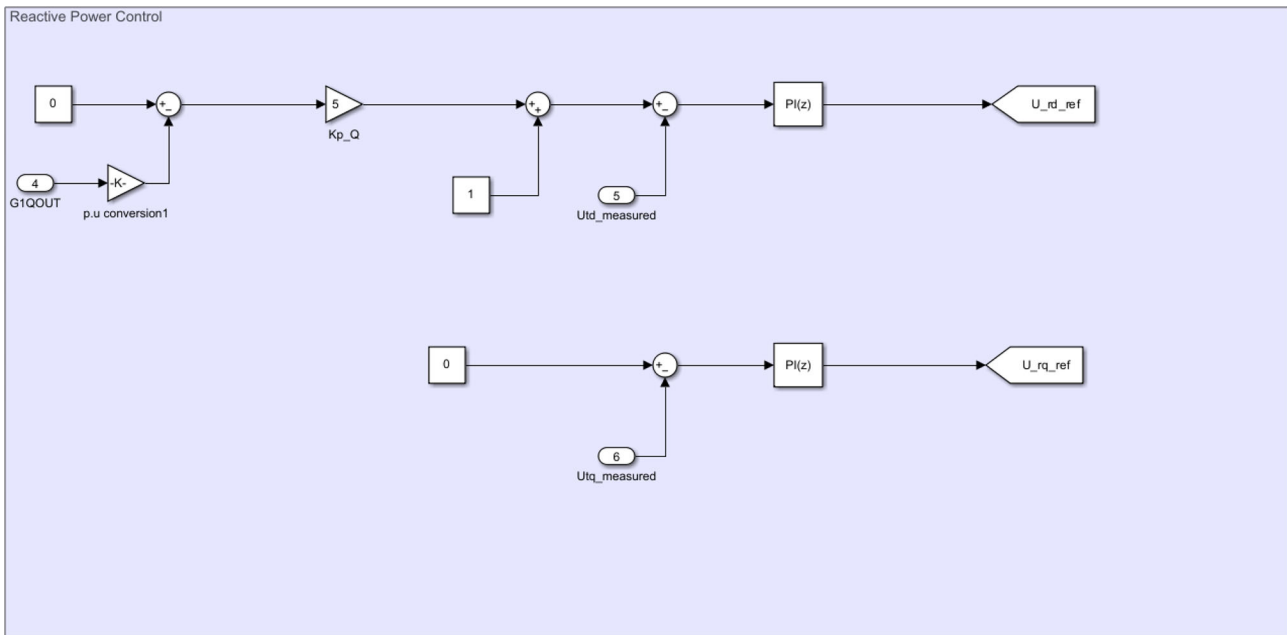 Reactive Power Control
0
+
-
5
Kp_Q
4
G1QOUT
-K-
p.u conversion1
+
+
1
+
-
5
Utd_measured
PI(z)
U_rd_ref
0
+
-
6
Utq_measured
PI(z)
U_rq_ref